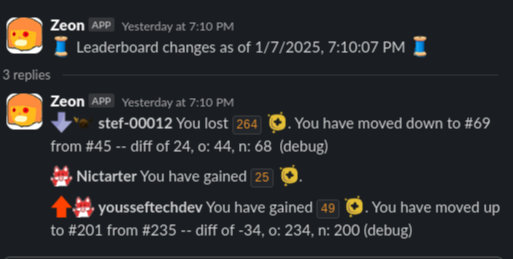 Zeon APP Yesterday at 7:10 PM
Leaderboard changes as of 1/7/2025, 7:10:07 PM
3 replies
Zeon APP Yesterday at 7:10 PM
stef-00012 You lost 264 . You have moved down to #69
from #45 -- diff of 24, o: 44, n: 68 (debug)
Nictarter You have gained 25 .
yousseftechdev You have gained 49 . You have moved up
to #201 from #235 -- diff of -34, o: 234, n: 200 (debug)